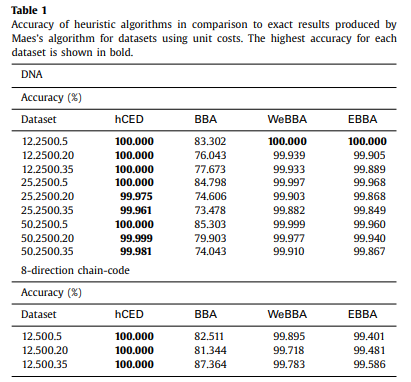 Table 1
Accuracy of heuristic algorithms in comparison to exact results produced by
Maes's algorithm for datasets using unit costs. The highest accuracy for each
dataset is shown in bold.
DNA
Accuracy (%)
Dataset hCED BBA WeBBA EBBA
12.2500.5 100.000 83.302 100.000 100.000
12.2500.20 100.000 76.043 99.939 99.905
12.2500.35 100.000 77.673 99.933 99.889
25.2500.5 100.000 84.798 99.997 99.968
25.2500.20 99.975 74.606 99.903 99.868
25.2500.35 99.961 73.478 99.882 99.849
50.2500.5 100.000 85.303 99.999 99.960
50.2500.20 99.999 79.903 99.977 99.940
50.2500.35 99.981 74.043 99.910 99.867
8-direction chain-code
Accuracy (%)
Dataset hCED BBA WeBBA EBBA
12.500.5 100.000 82.511 99.895 99.401
12.500.20 100.000 81.344 99.718 99.481
12.500.35 100.000 87.364 99.783 99.586